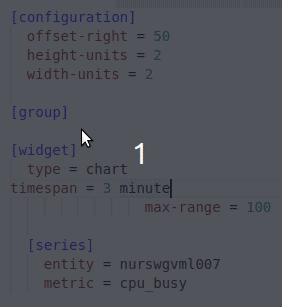 [configuration]
offset-right = 50
height-units = 2
width-units = 2
[group]
1
[widget]
type = chart
timespan = 3 minute
max-range = 100
[series]
entity = nurswgvml007
metric = cpu_busy